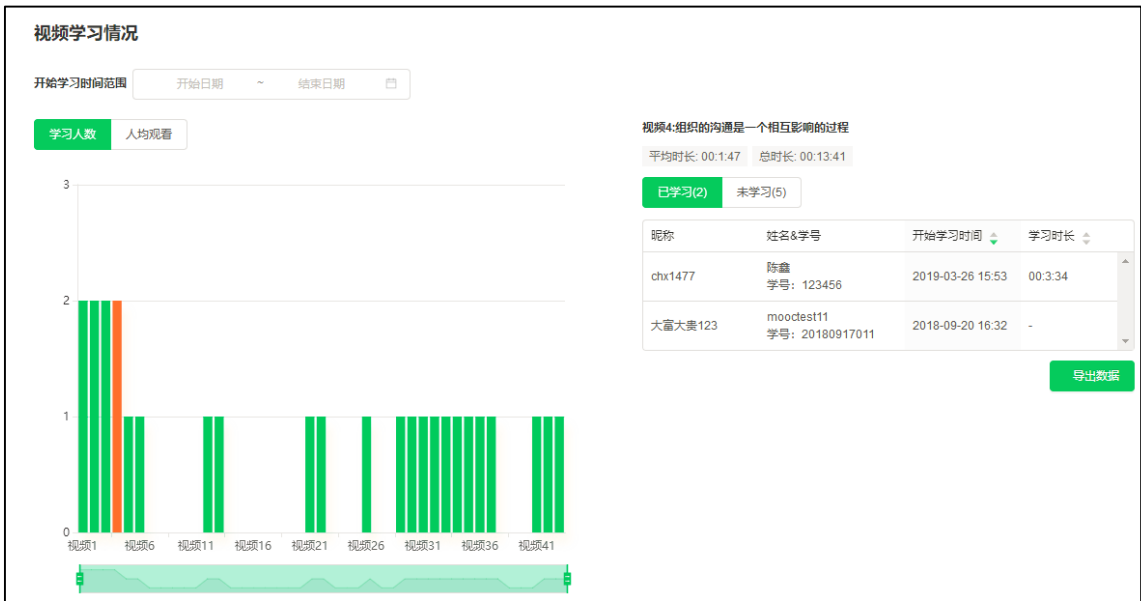 视频学习情况
开始学习时间范围 开始日期 ~ 结束日期
学习人数 人均观看
3
2
1
0
视频1 视频6 视频11 视频16 视频21 视频26 视频31 视频36 视频41
视频4:组织的沟通是一个相互影响的过程
平均时长: 00:1:47 总时长: 00:13:41
已学习(2) 未学习(5)
昵称 姓名&学号 开始学习时间 学习时长
chx1477 陈鑫 2019-03-26 15:53 00:3:34
学号：123456
大富大妻123 mooctest11 2018-09-20 16:32 -
学号：20180917011
导出数据